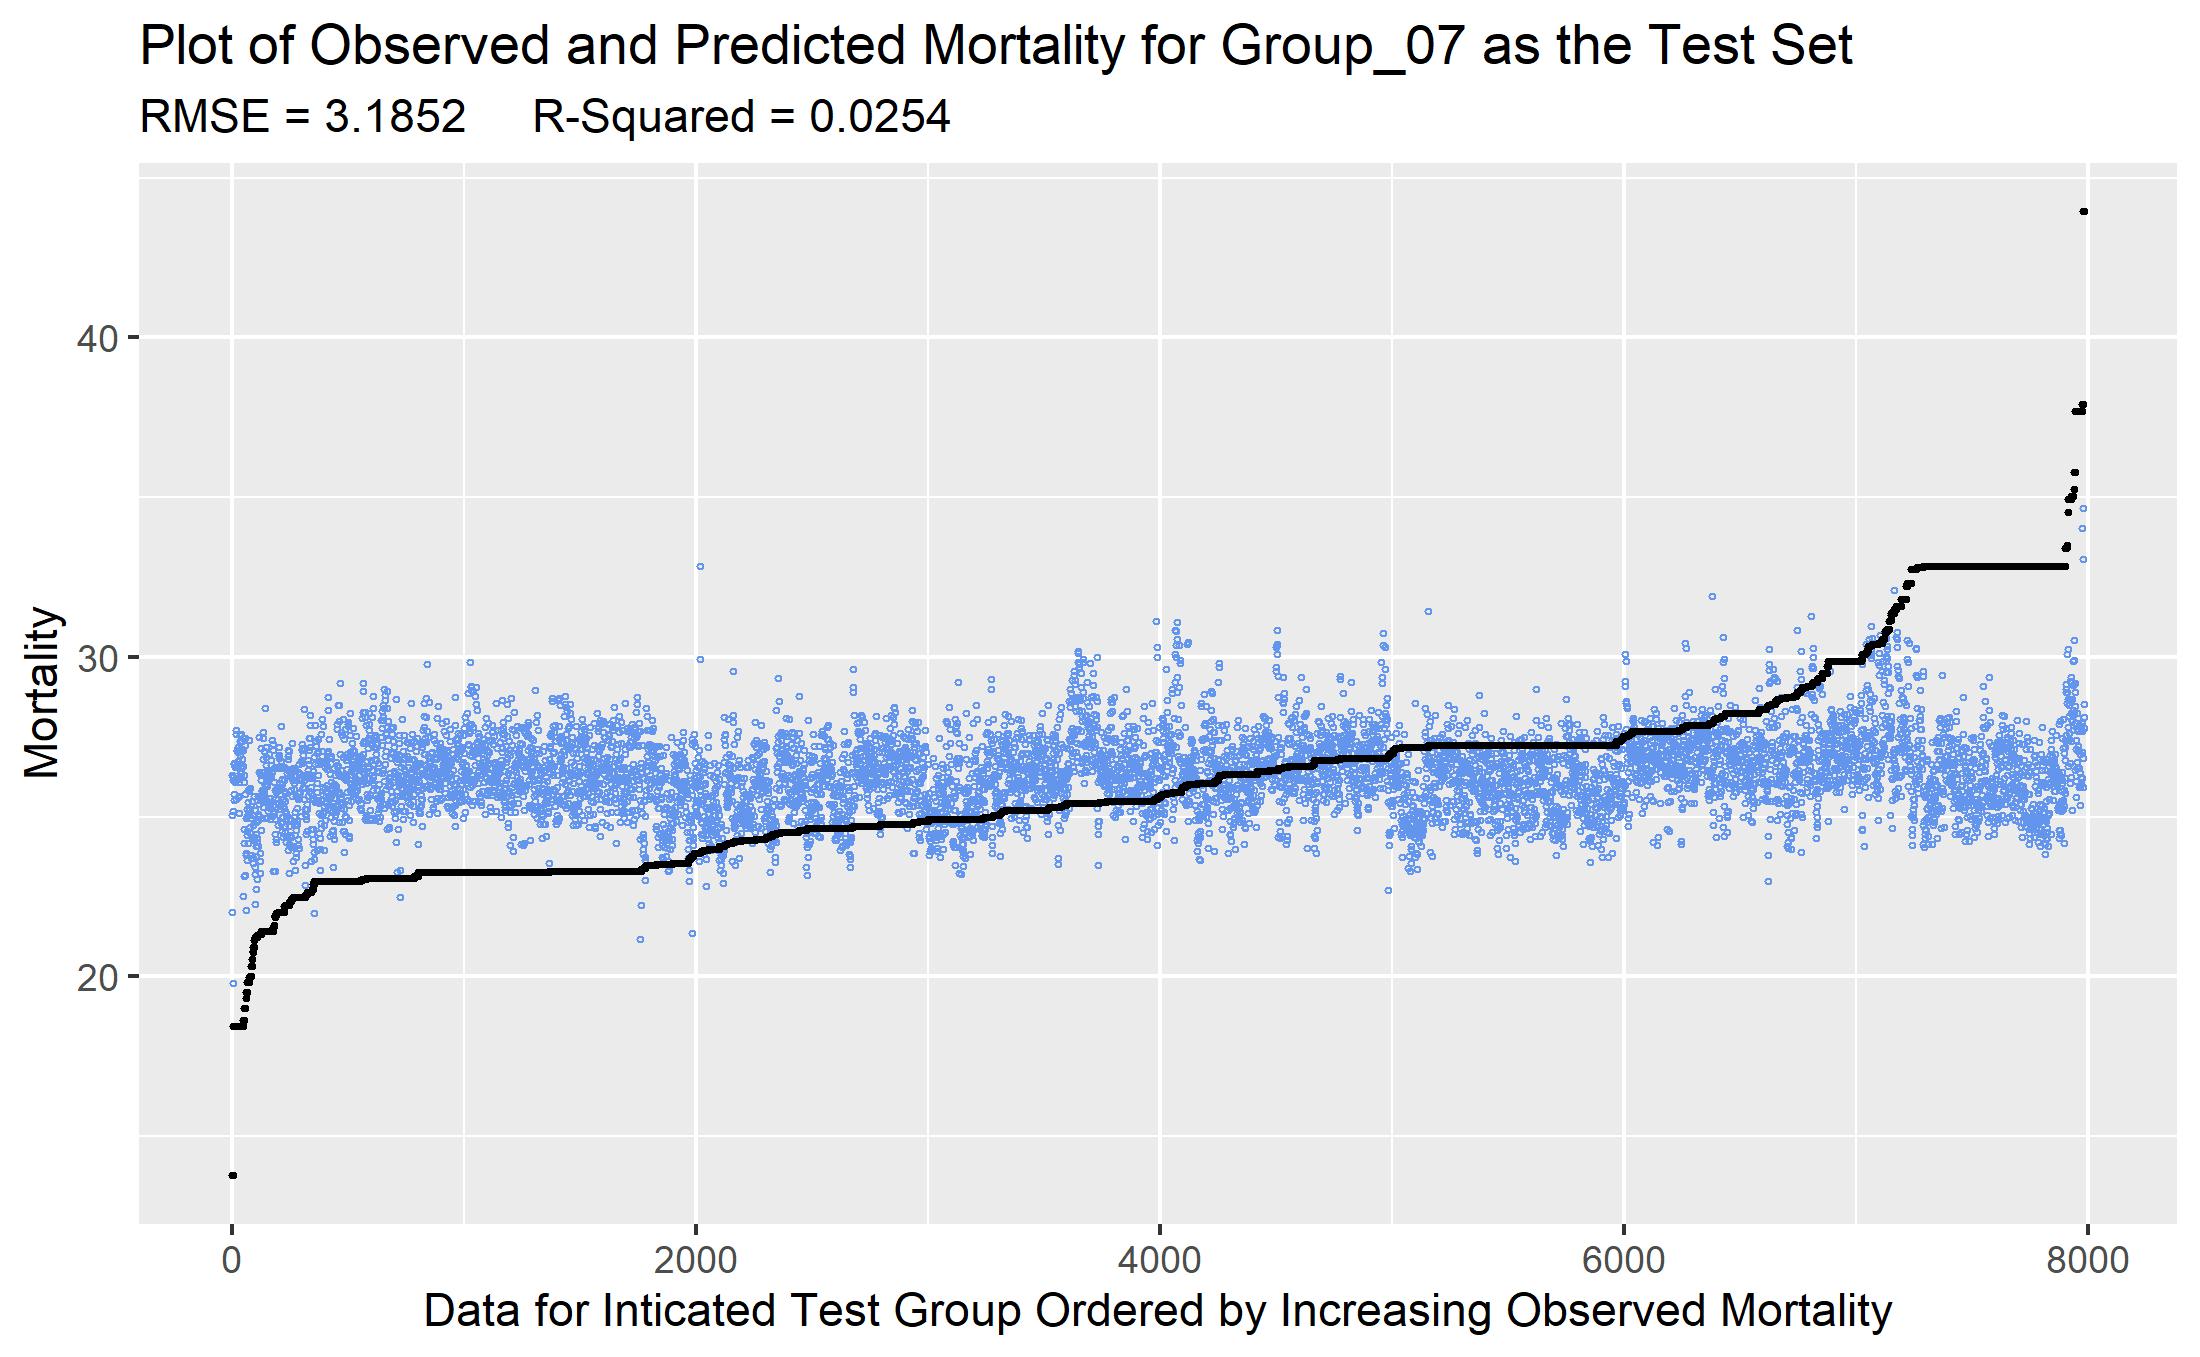 Plot of Observed and Predicted Mortality for Group_07 as the Test Set
RMSE = 3.1852 R-Squared = 0.0254
Mortality
40
30
20
0 2000 4000 6000 8000
Data for Inticated Test Group Ordered by Increasing Observed Mortality